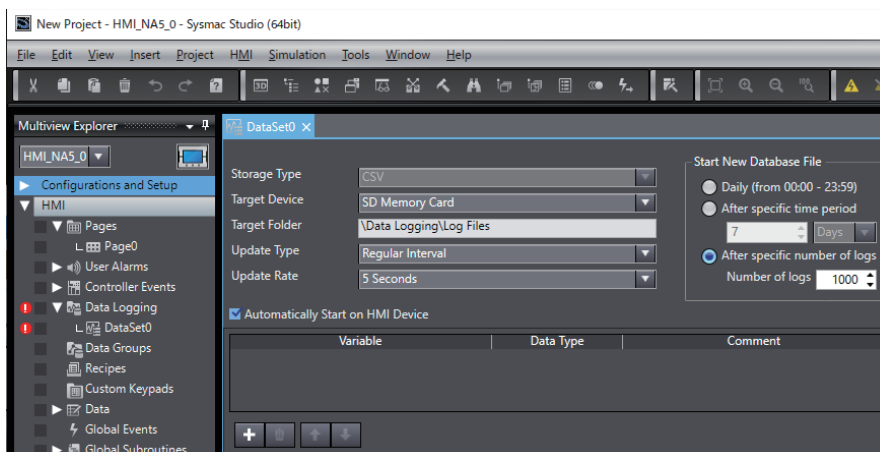 New Project - HMI_NA5_0 - Sysmac Studio (64bit)
File Edit View Insert Project HMI Simulation Tools Window Help
Multiview Explorer
HMI_NA5_0
Configurations and Setup
HMI
Pages
Page0
User Alarms
Controller Events
Data Logging
DataSet0
Data Groups
Recipes
Custom Keypads
Data
Global Events
Global Subroutines
DataSet0
Storage Type CSV
Target Device SD Memory Card
Target Folder \Data Logging\Log Files
Update Type Regular Interval
Update Rate 5 Seconds
Start New Database File
Daily (from 00:00 - 23:59)
After specific time period
7 Days
After specific number of logs
Number of logs 1000
Automatically Start on HMI Device
Variable Data Type Comment